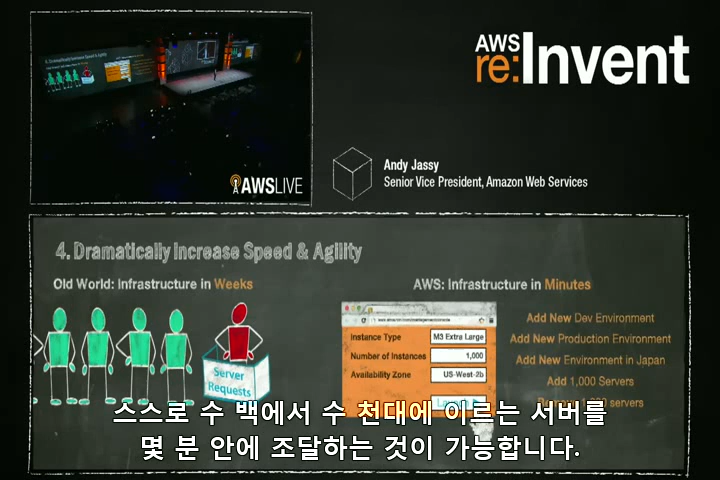 AWS
re:Invent
AWSLIVE
Andy Jassy
Senior Vice President, Amazon Web Services
4. Dramatically Increase Speed & Agility
Old World: Infrastructure in Weeks
AWS: Infrastructure in Minutes
Server
Requests
Instance Type M3 Extra Large
Number of Instances 1,000
Availability Zone US-West-2b
Add New Dev Environment
Add New Production Environment
Add New Environment in Japan
Add 1,000 Servers
servers
스스로 수 백에서 수 천대에 이르는 서버를
몇 분 안에 조달하는 것이 가능합니다.